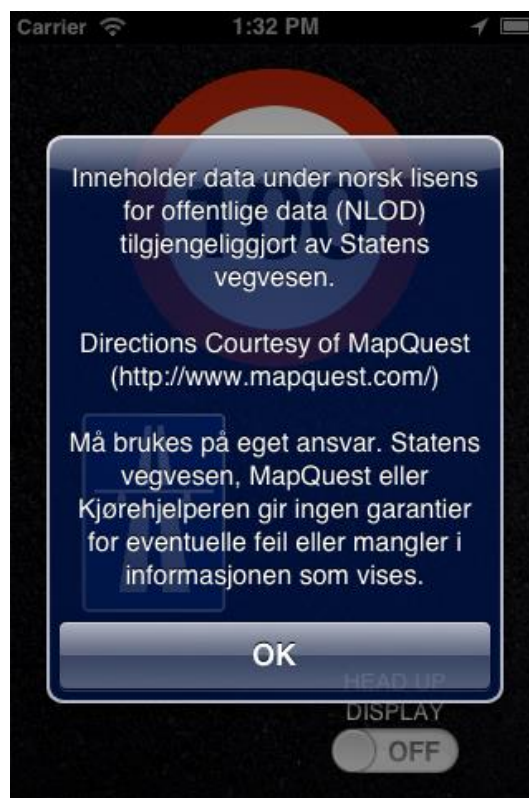 Carrier 1:32 PM
100
Inneholder data under norsk lisens
for offentlige data (NLOD)
tilgjengeliggjort av Statens
vegvesen.
Directions Courtesy of MapQuest
(http://www.mapquest.com/)
Må brukes på eget ansvar. Statens
vegvesen, MapQuest eller
Kjørehjelperen gir ingen garantier
for eventuelle feil eller mangler i
informasjonen som vises.
OK
HEAD UP
DISPLAY
OFF